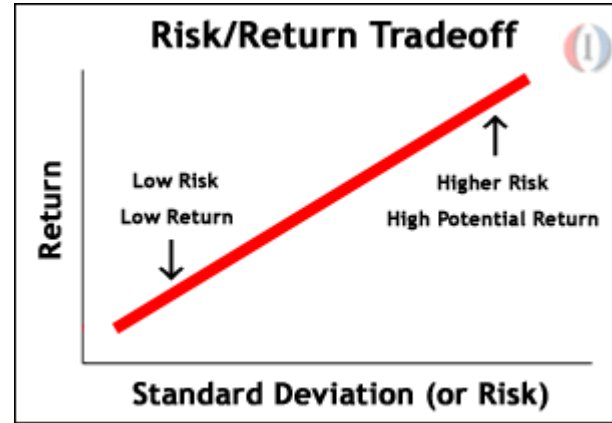 Risk/Return Tradeoff
Return
Low Risk
Low Return
Higher Risk
High Potential Return
Standard Deviation (or Risk)